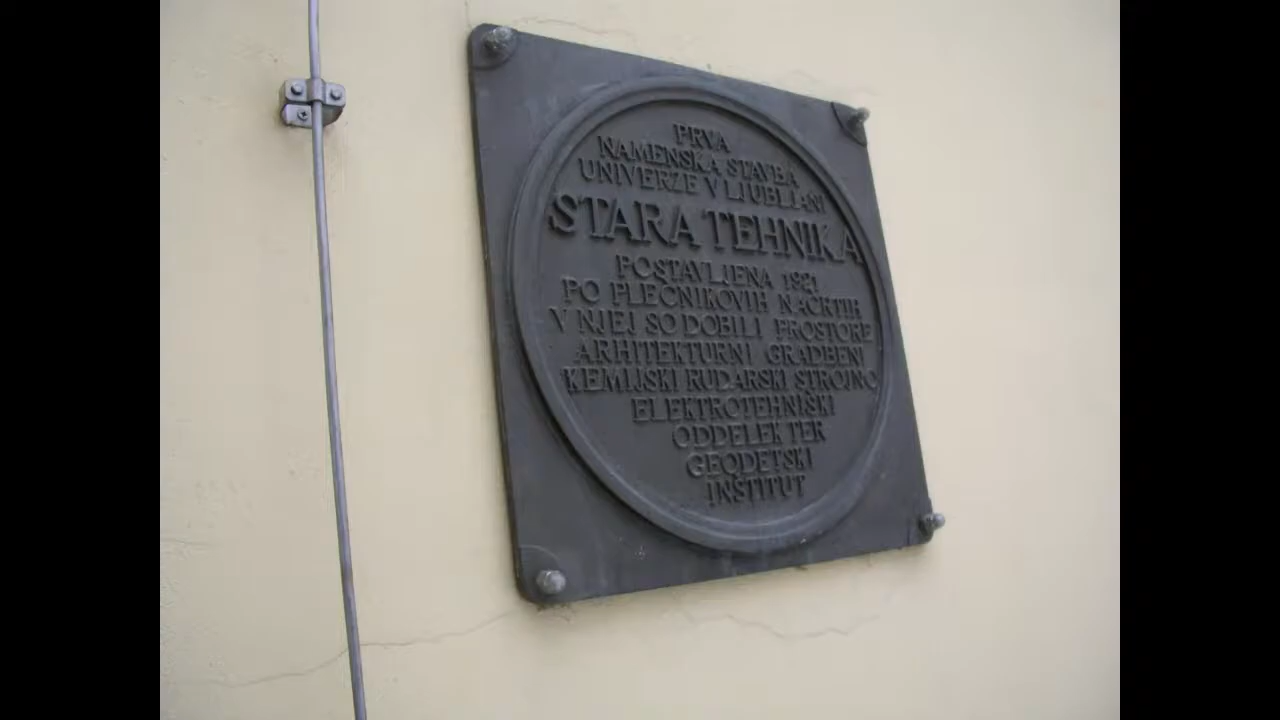 PRVA
NAMENSKA STAVBA
UNIVERZE V LJUBLJANI
STARA TEHNIKA
POSTAVLJENA 1921
PO PLEČNIKOVIH NAČRTIH
V NJEJ SO DOBILI PROSTORE
ARHITEKTURNI GRADBENI
KEMIJSKI RUDARSKI STROJNO
ELEKTROTEHNIŠKI
ODDELEK TER
GEODETSKI
INŠTITUT